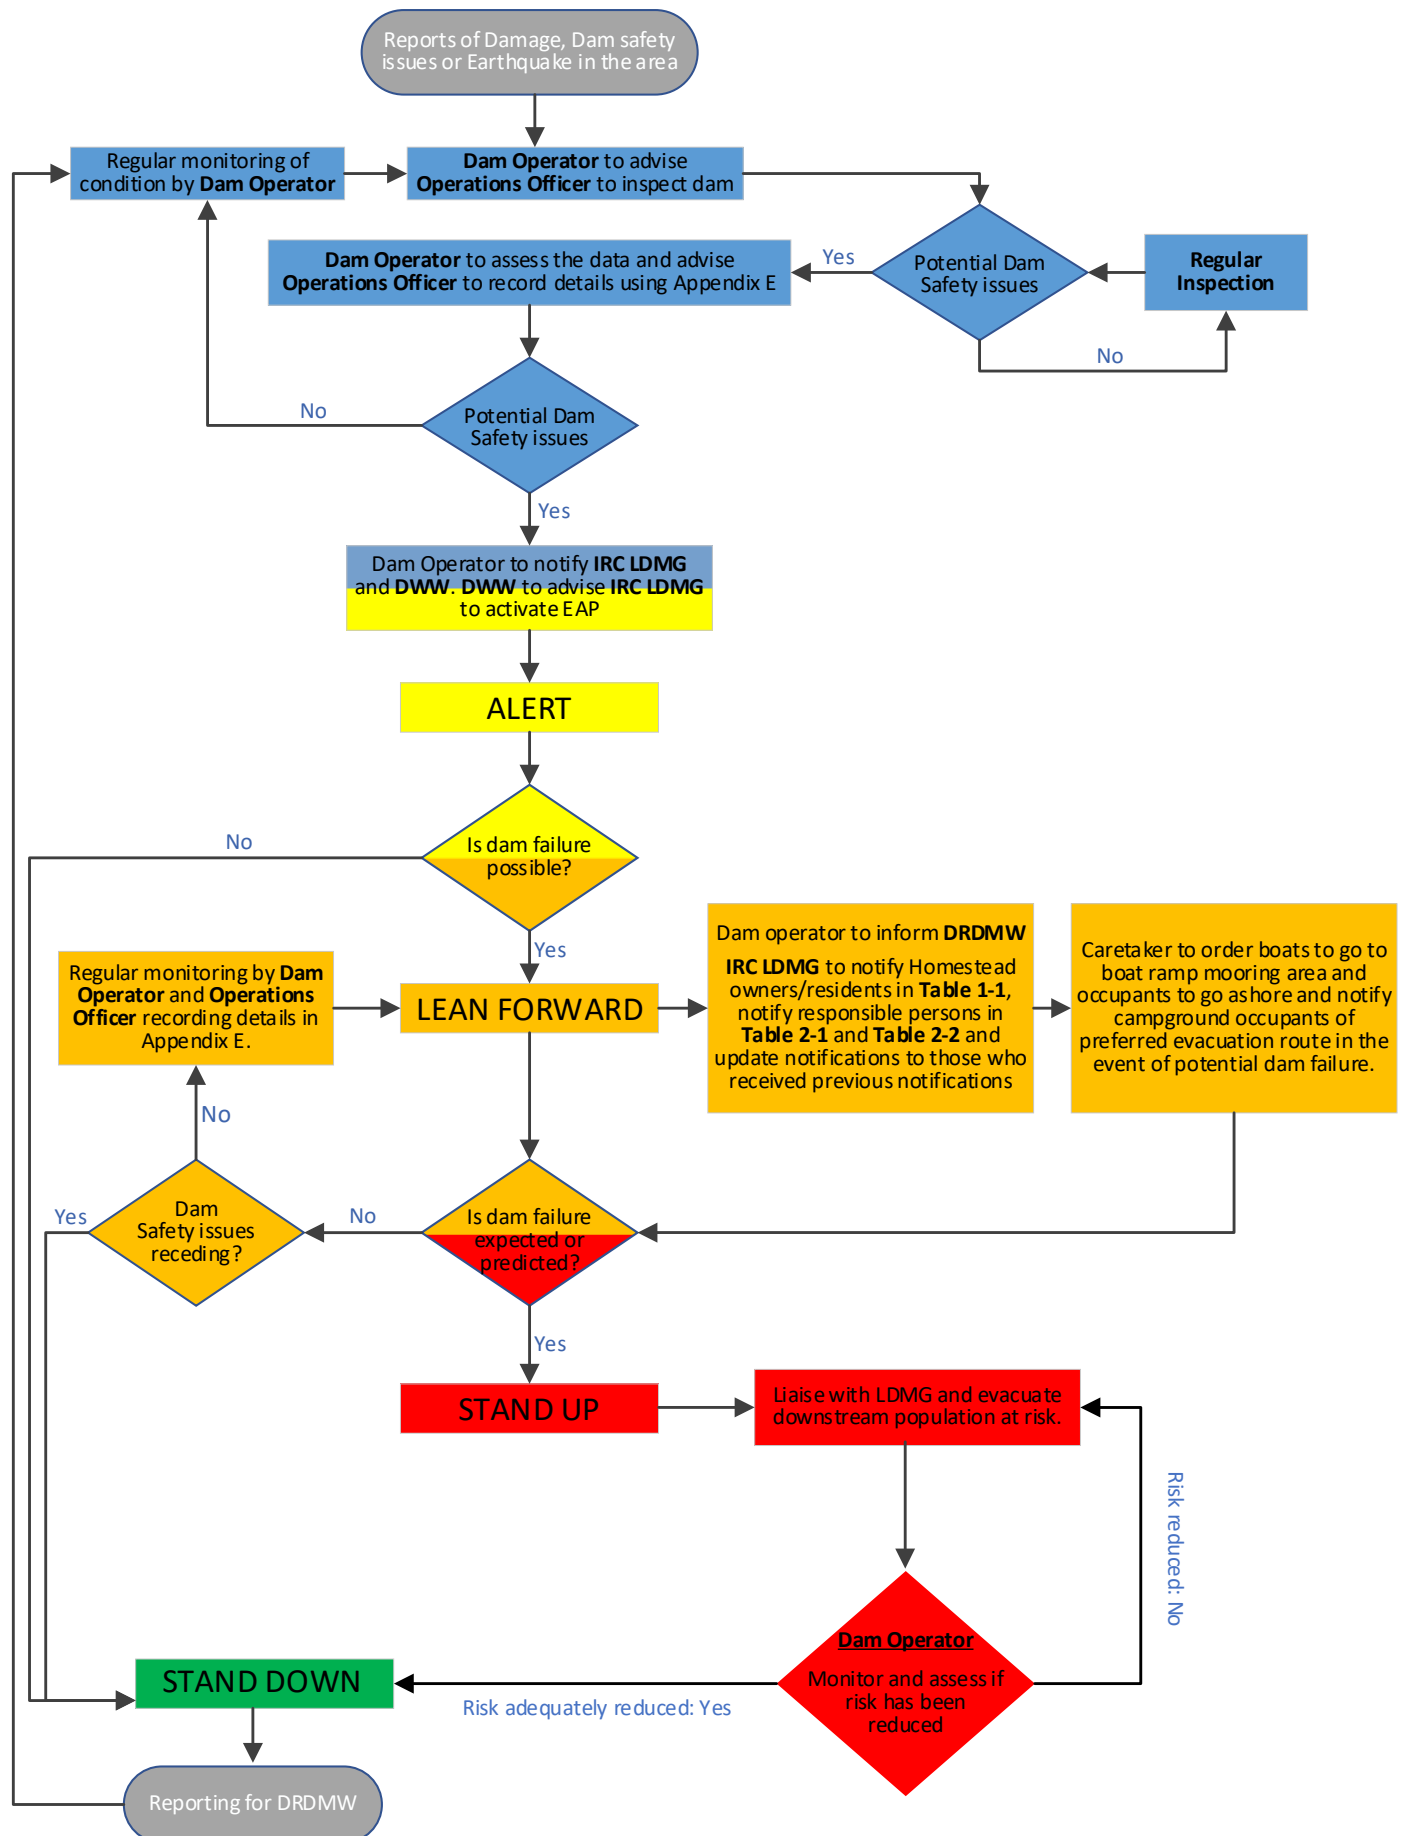 Reports of Damage, Dam safety
issues or Earthquake in the area
Regular monitoring of
condition by Dam Operator
Dam Operator to advise
Operations Officer to inspect dam
Dam Operator to assess the data and advise
Operations Officer to record details using Appendix E
Yes
Potential Dam
Safety issues
Regular
Inspection
No
No
Potential Dam
Safety issues
Yes
Dam Operator to notify IRC LDMG
and DWW. DWW to advise IRC LDMG
to activate EAP
ALERT
No
Is dam failure
possible?
Yes
Regular monitoring by Dam
Operator and Operations
Officer recording details in
Appendix E.
LEAN FORWARD
Dam operator to inform DRDMW
IRC LDMG to notify Homestead
owners/residents in Table 1-1,
notify responsible persons in
Table 2-1 and Table 2-2 and
update notifications to those who
received previous notifications
Caretaker to order boats to go to
boat ramp mooring area and
occupants to go ashore and notify
campground occupants of
preferred evacuation route in the
event of potential dam failure.
No
Yes
Dam
Safety issues
receding?
No
Is dam failure
expected or
predicted?
Yes
STAND UP
Liaise with LDMG and evacuate
downstream population at risk.
Risk reduced: No
Dam Operator
Monitor and assess if
risk has been
reduced
STAND DOWN
Risk adequately reduced: Yes
Reporting for DRDMW